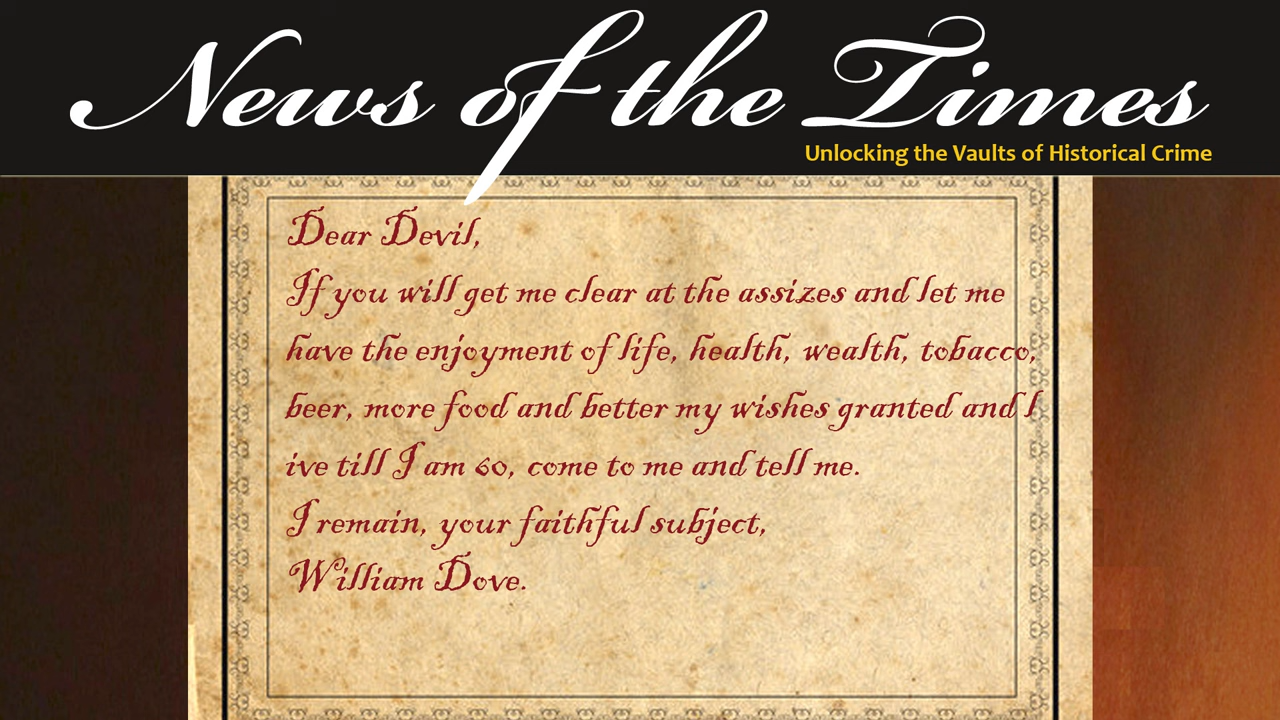 News of the Times
Unlocking the Vaults of Historical Crime
Dear Devil,
If you will get me clear at the assizes and let me
have the enjoyment of life, health, wealth, tobacco,
beer, more food and better my wishes granted and l
ive till I am 60, come to me and tell me.
I remain, your faithful subject,
William Dove.